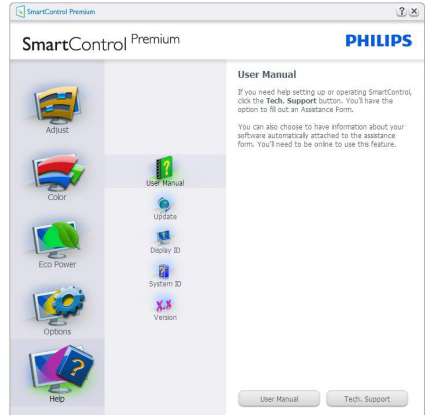 SmartControl Premium
? x
SmartControl Premium
PHILIPS
Adjust
Color
Eco Power
Options
Help
User Manual
Update
Display ID
System ID
X.X
Version
User Manual
If you need help setting up or operating SmartControl,
click the Tech. Support button. You'll have the
option to fill out an Assistance Form.
You can also choose to have information about your
software automatically attached to the assistance
form. You'll need to be online to use this feature.
User Manual
Tech. Support